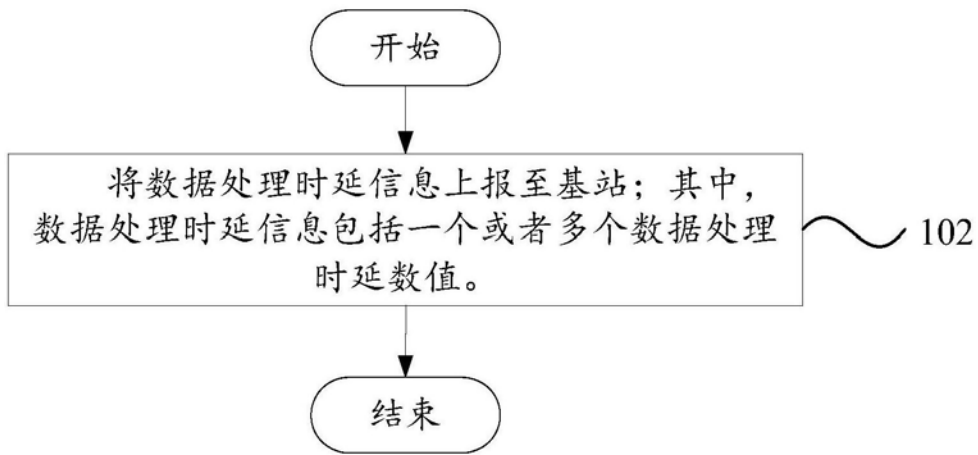 开始
将数据处理时延信息上报至基站；其中，
数据处理时延信息包括一个或者多个数据处理
时延数值。
102
结束